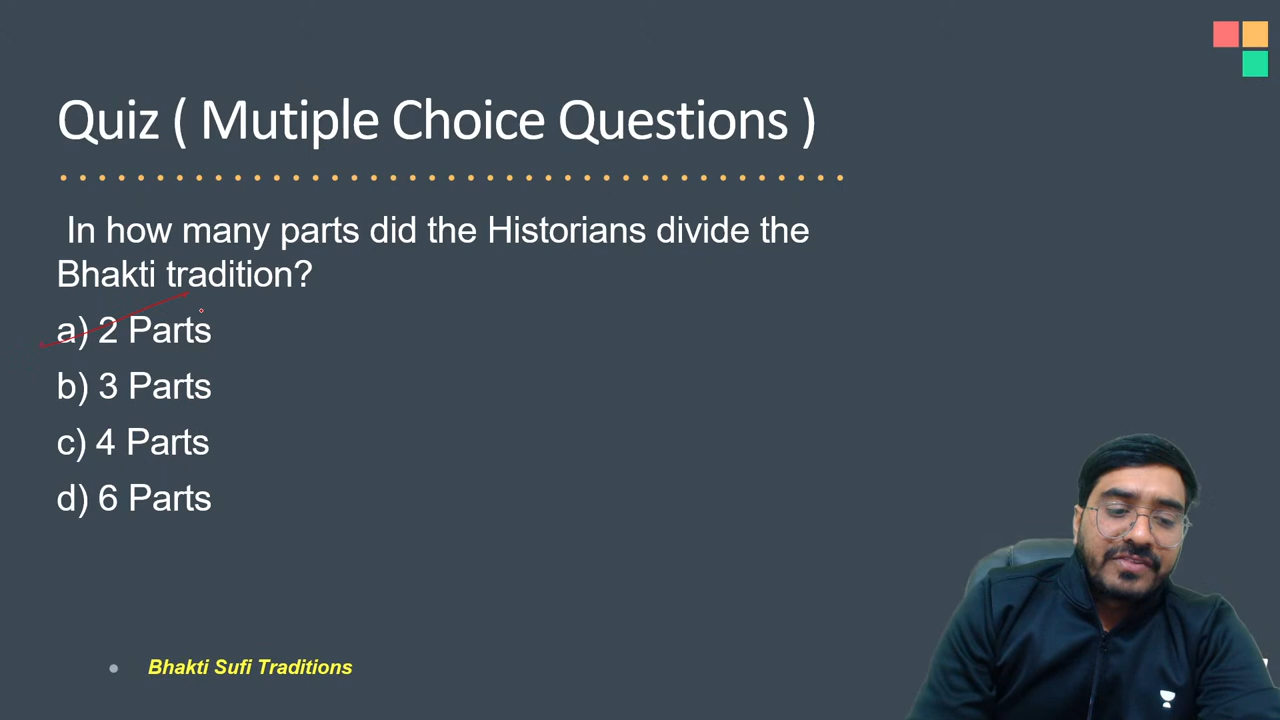 Quiz ( Mutiple Choice Questions )
In how many parts did the Historians divide the
Bhakti tradition?
a) 2 Parts
b) 3 Parts
c) 4 Parts
d) 6 Parts
Bhakti Sufi Traditions